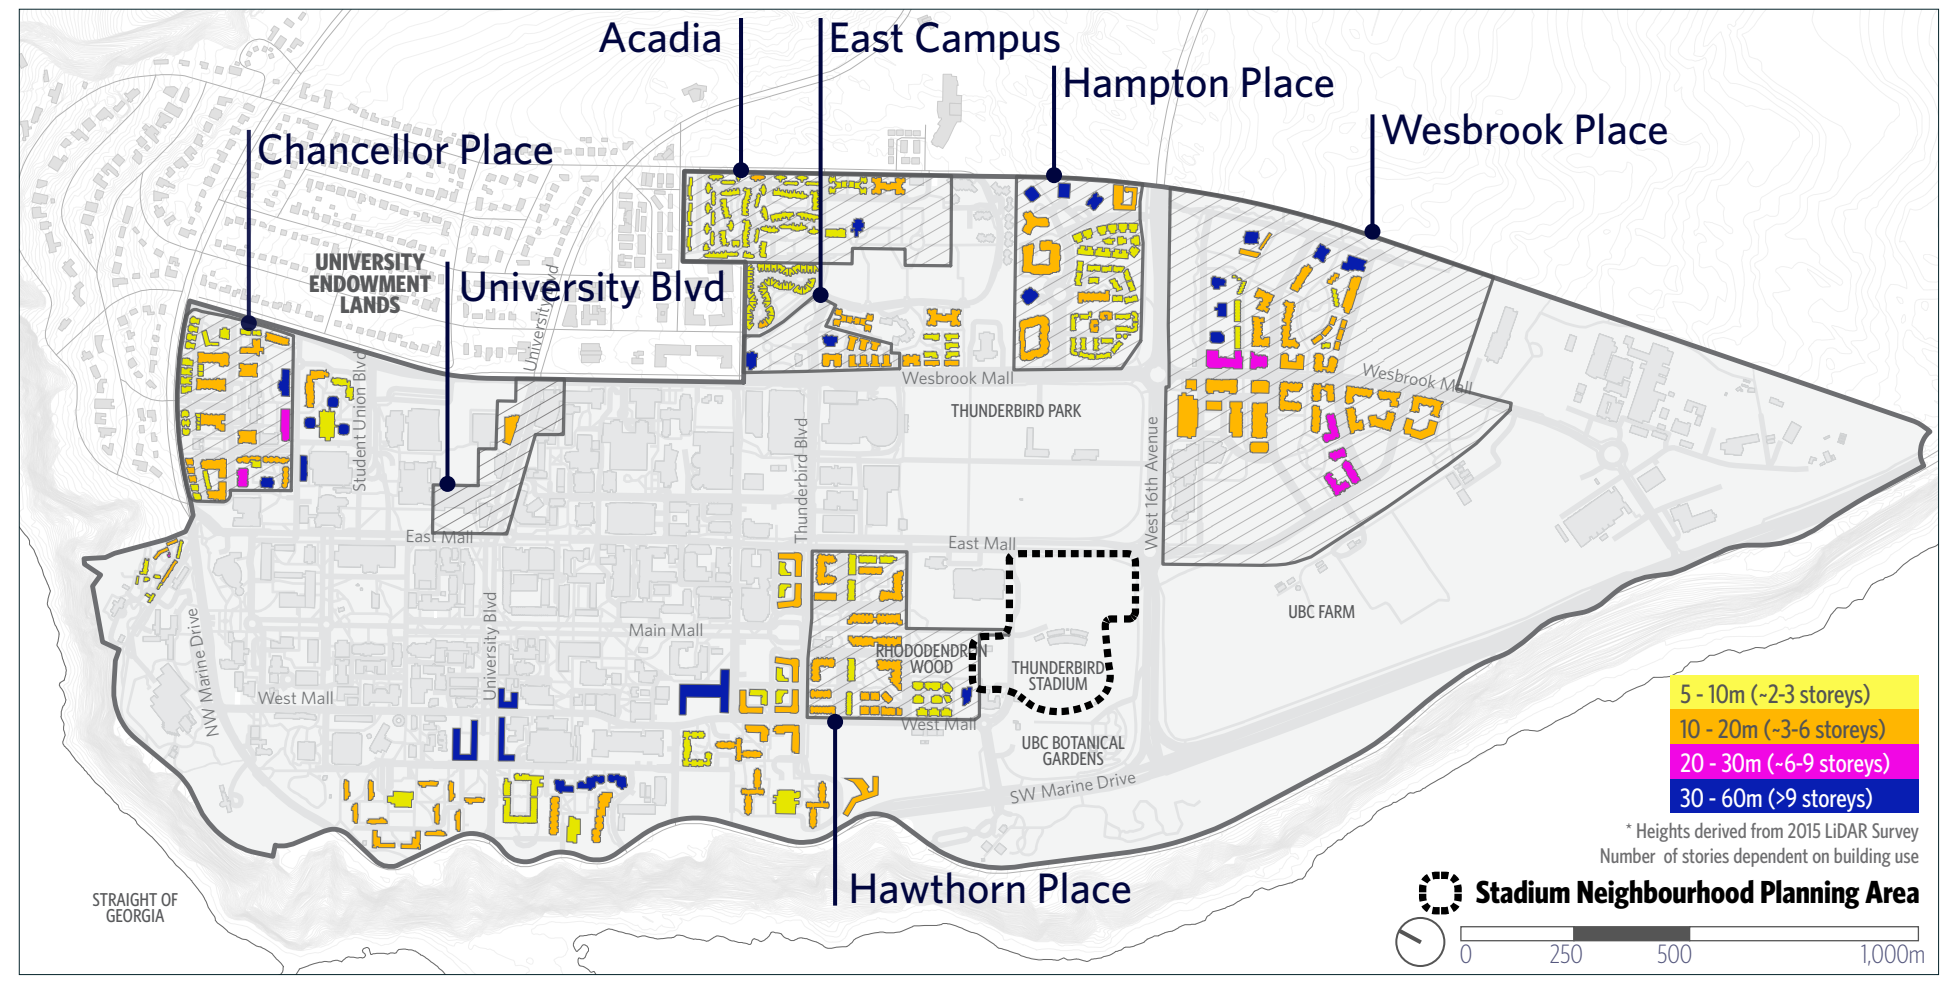 Acadia
East Campus
Hampton Place
Wesbrook Place
Chancellor Place
University Blvd
UNIVERSITY
ENDOWMENT
LANDS
University Blvd
Student Union Blvd
Wesbrook Mall
Wesbrook Mall
THUNDERBIRD PARK
Thunderbird Blvd
West 16th Avenue
East Mall
East Mall
NW Marine Drive
University Blvd
Main Mall
RHODODENDRON
WOOD
THUNDERBIRD
STADIUM
UBC FARM
West Mall
West Mall
UBC BOTANICAL
GARDENS
SW Marine Drive
Hawthorn Place
STRAIGHT OF
GEORGIA
5 - 10m (~2-3 storeys)
10 - 20m (~3-6 storeys)
20 - 30m (~6-9 storeys)
30 - 60m (>9 storeys)
* Heights derived from 2015 LiDAR Survey
Number of stories dependent on building use
Stadium Neighbourhood Planning Area
0 250 500 1,000m